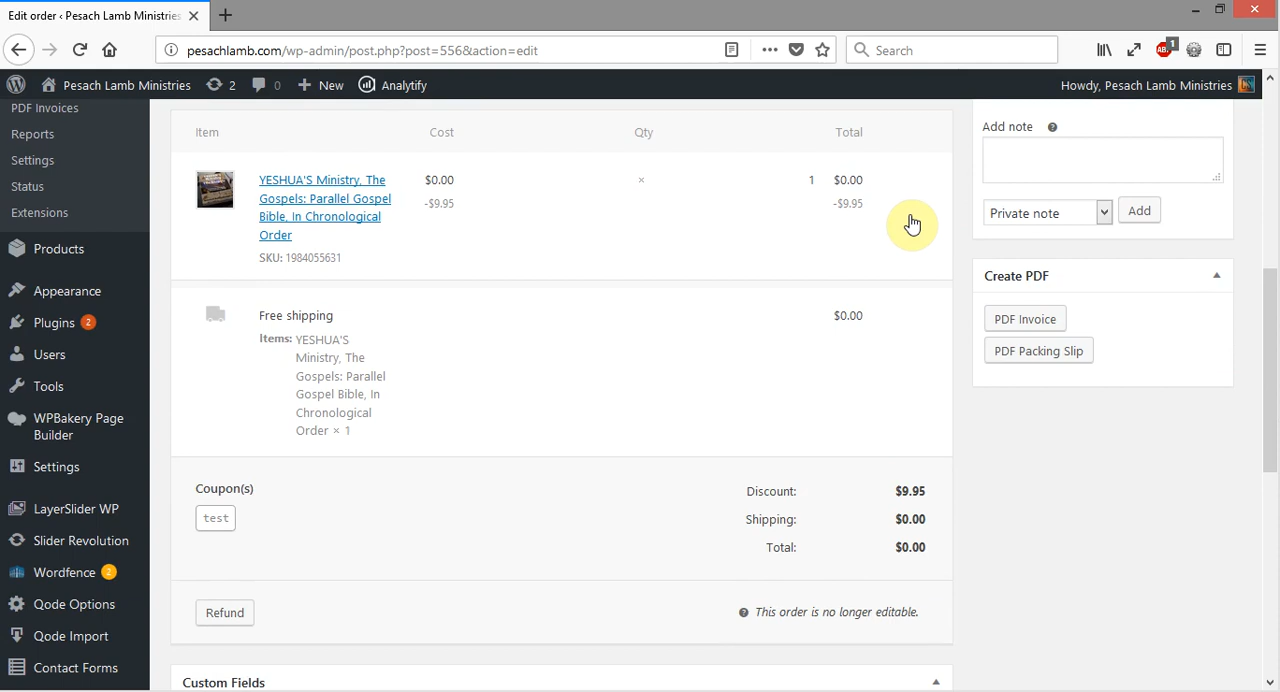 Edit order ‹ Pesach Lamb Ministries
pesachlamb.com/wp-admin/post.php?post=556&action=edit
Search
ABP
1
Pesach Lamb Ministries
2
0
New
Analytify
Howdy, Pesach Lamb Ministries
PDF Invoices
Reports
Settings
Status
Extensions
Products
Appearance
Plugins 2
Users
Tools
WPBakery Page
Builder
Settings
LayerSlider WP
Slider Revolution
Wordfence 2
Qode Options
Qode Import
Contact Forms
Item Cost Qty Total
YESHUA'S Ministry, The
Gospels: Parallel Gospel
Bible, In Chronological
Order
SKU: 1984055631
$0.00
-$9.95
× 1
$0.00
-$9.95
Free shipping $0.00
Items: YESHUA'S
Ministry, The
Gospels: Parallel
Gospel Bible, In
Chronological
Order × 1
Coupon(s)
test
Discount: $9.95
Shipping: $0.00
Total: $0.00
Refund
This order is no longer editable.
Custom Fields
Add note
Private note
Add
Create PDF
PDF Invoice
PDF Packing Slip